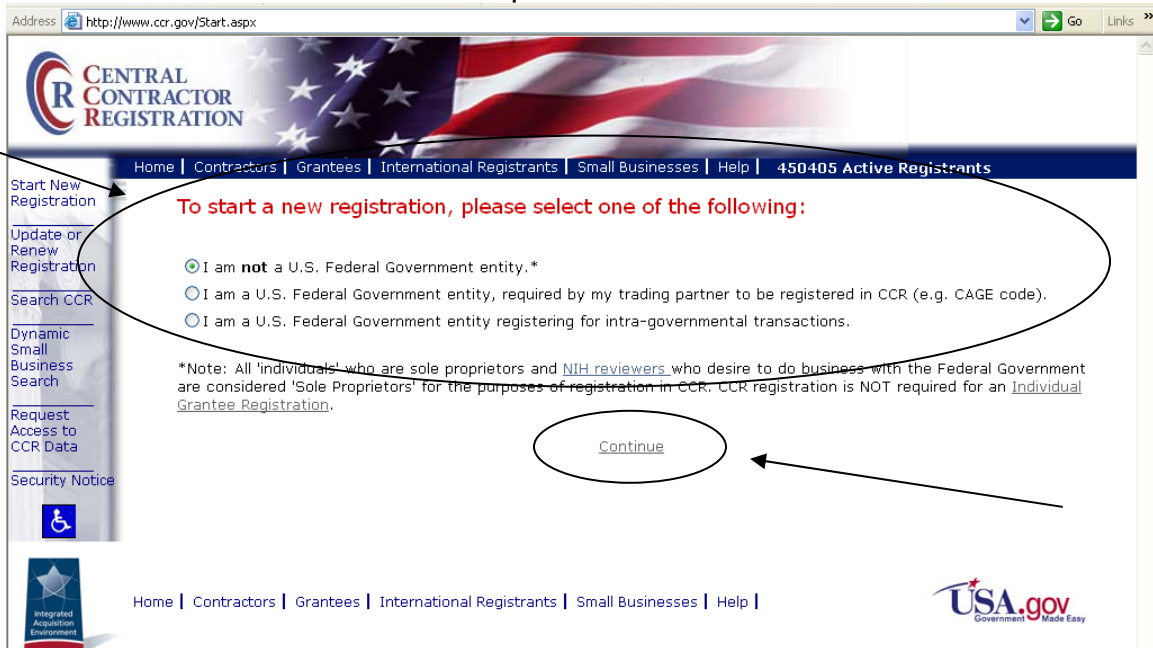 Address http://www.ccr.gov/Start.aspx Go Links »
CENTRAL
CONTRACTOR
REGISTRATION
Home | Contractors | Grantees | International Registrants | Small Businesses | Help | 450405 Active Registrants
Start New
Registration
Update or
Renew
Registration
Search CCR
Dynamic
Small
Business
Search
Request
Access to
CCR Data
Security Notice
To start a new registration, please select one of the following:
I am not a U.S. Federal Government entity.*
I am a U.S. Federal Government entity, required by my trading partner to be registered in CCR (e.g. CAGE code).
I am a U.S. Federal Government entity registering for intra-governmental transactions.
*Note: All 'individuals' who are sole proprietors and NIH reviewers who desire to do business with the Federal Government
are considered 'Sole Proprietors' for the purposes of registration in CCR. CCR registration is NOT required for an Individual
Grantee Registration.
Continue
Integrated
Acquisition
Environment
Home | Contractors | Grantees | International Registrants | Small Businesses | Help |
USA.gov
Government Made Easy